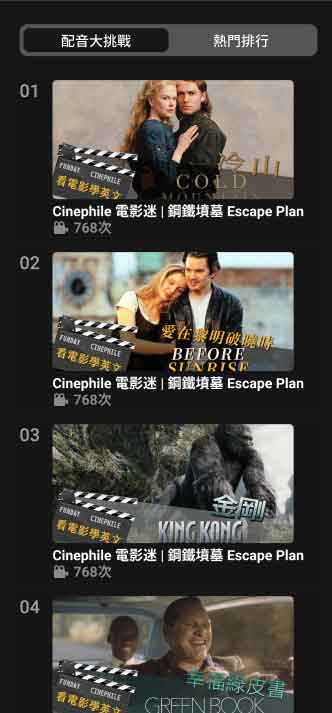 配音大挑戰
熱門排行
01
冷山
COLD
MOUNTAIN
FUNDAY CINEPHILE
看電影學英文
Cinephile 電影迷 | 鋼鐵墳墓 Escape Plan
768次
02
愛在黎明破曉時
BEFORE
SUNRISE
FUNDAY CINEPHILE
看電影學英文
Cinephile 電影迷 | 鋼鐵墳墓 Escape Plan
768次
03
金剛
KING KONG
FUNDAY CINEPHILE
看電影學英文
Cinephile 電影迷 | 鋼鐵墳墓 Escape Plan
768次
04
幸福綠皮書
GREEN BOOK
FUNDAY CINEPHILE
看電影學英文